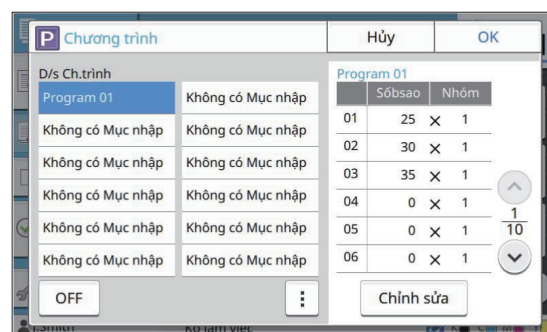 P Chương trình
Hủy
OK
D/s Ch.trình
Program 01 Không có Mục nhập
Không có Mục nhập Không có Mục nhập
Không có Mục nhập Không có Mục nhập
Không có Mục nhập Không có Mục nhập
Không có Mục nhập Không có Mục nhập
Không có Mục nhập Không có Mục nhập
OFF
Program 01
Sốbsao Nhóm
01 25 × 1
02 30 × 1
03 35 × 1
04 0 × 1
05 0 × 1
06 0 × 1
1
10
Chỉnh sửa